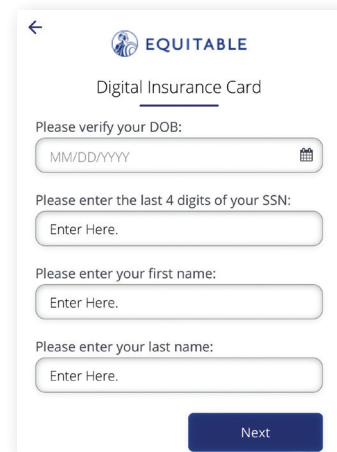 EQUITABLE
Digital Insurance Card
Please verify your DOB:
MM/DD/YYYY
Please enter the last 4 digits of your SSN:
Enter Here.
Please enter your first name:
Enter Here.
Please enter your last name:
Enter Here.
Next